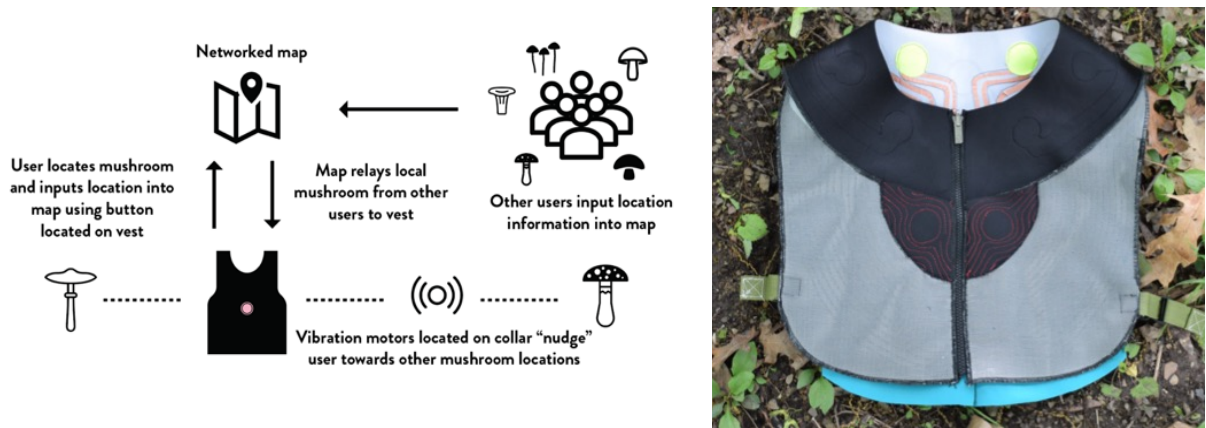 Networked map
User locates mushroom
and inputs location into
map using button
located on vest
Map relays local
mushroom from other
users to vest
Other users input location
information into map
Vibration motors located on collar “nudge”
user towards other mushroom locations